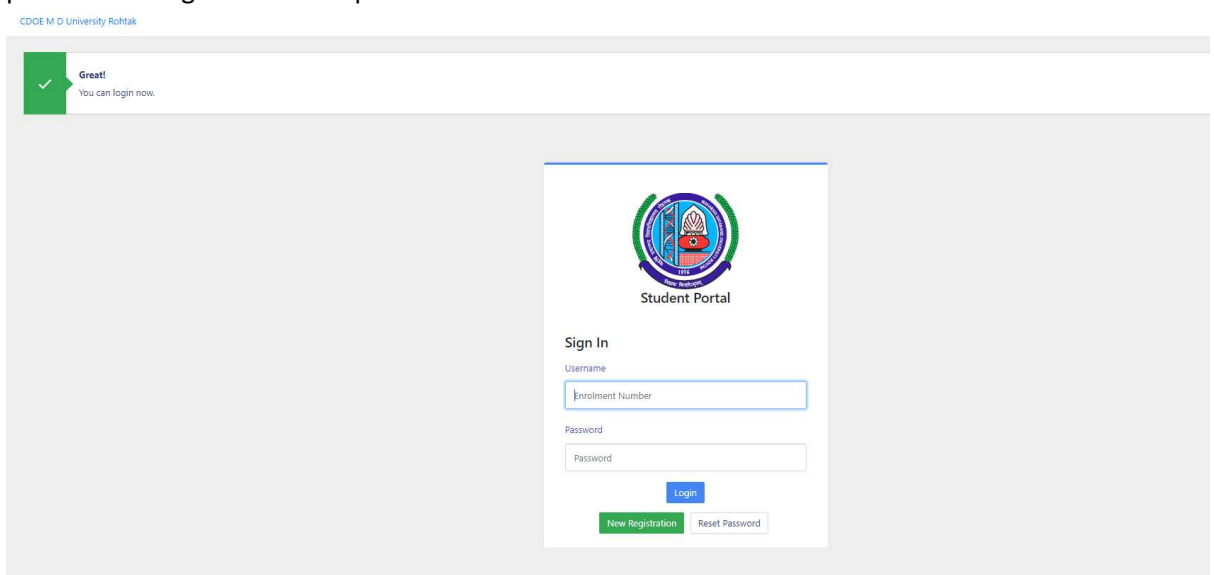 CDOE M D University Rohtak
Great!
You can login now.
1976
Student Portal
Sign In
Username
Enrolment Number
Password
Password
Login
New Registration Reset Password